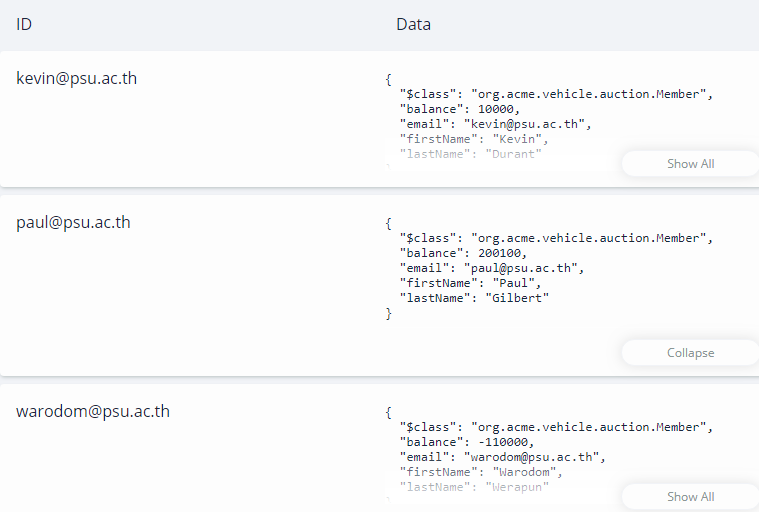 ID Data
kevin@psu.ac.th
{
"$class": "org.acme.vehicle.auction.Member",
"balance": 10000,
"email": "kevin@psu.ac.th",
"firstName": "Kevin",
"lastName": "Durant"
Show All
paul@psu.ac.th
{
"$class": "org.acme.vehicle.auction.Member",
"balance": 200100,
"email": "paul@psu.ac.th",
"firstName": "Paul",
"lastName": "Gilbert"
}
Collapse
warodom@psu.ac.th
{
"$class": "org.acme.vehicle.auction.Member",
"balance": -110000,
"email": "warodom@psu.ac.th",
"firstName": "Warodom",
"lastName": "Werapun"
Show All